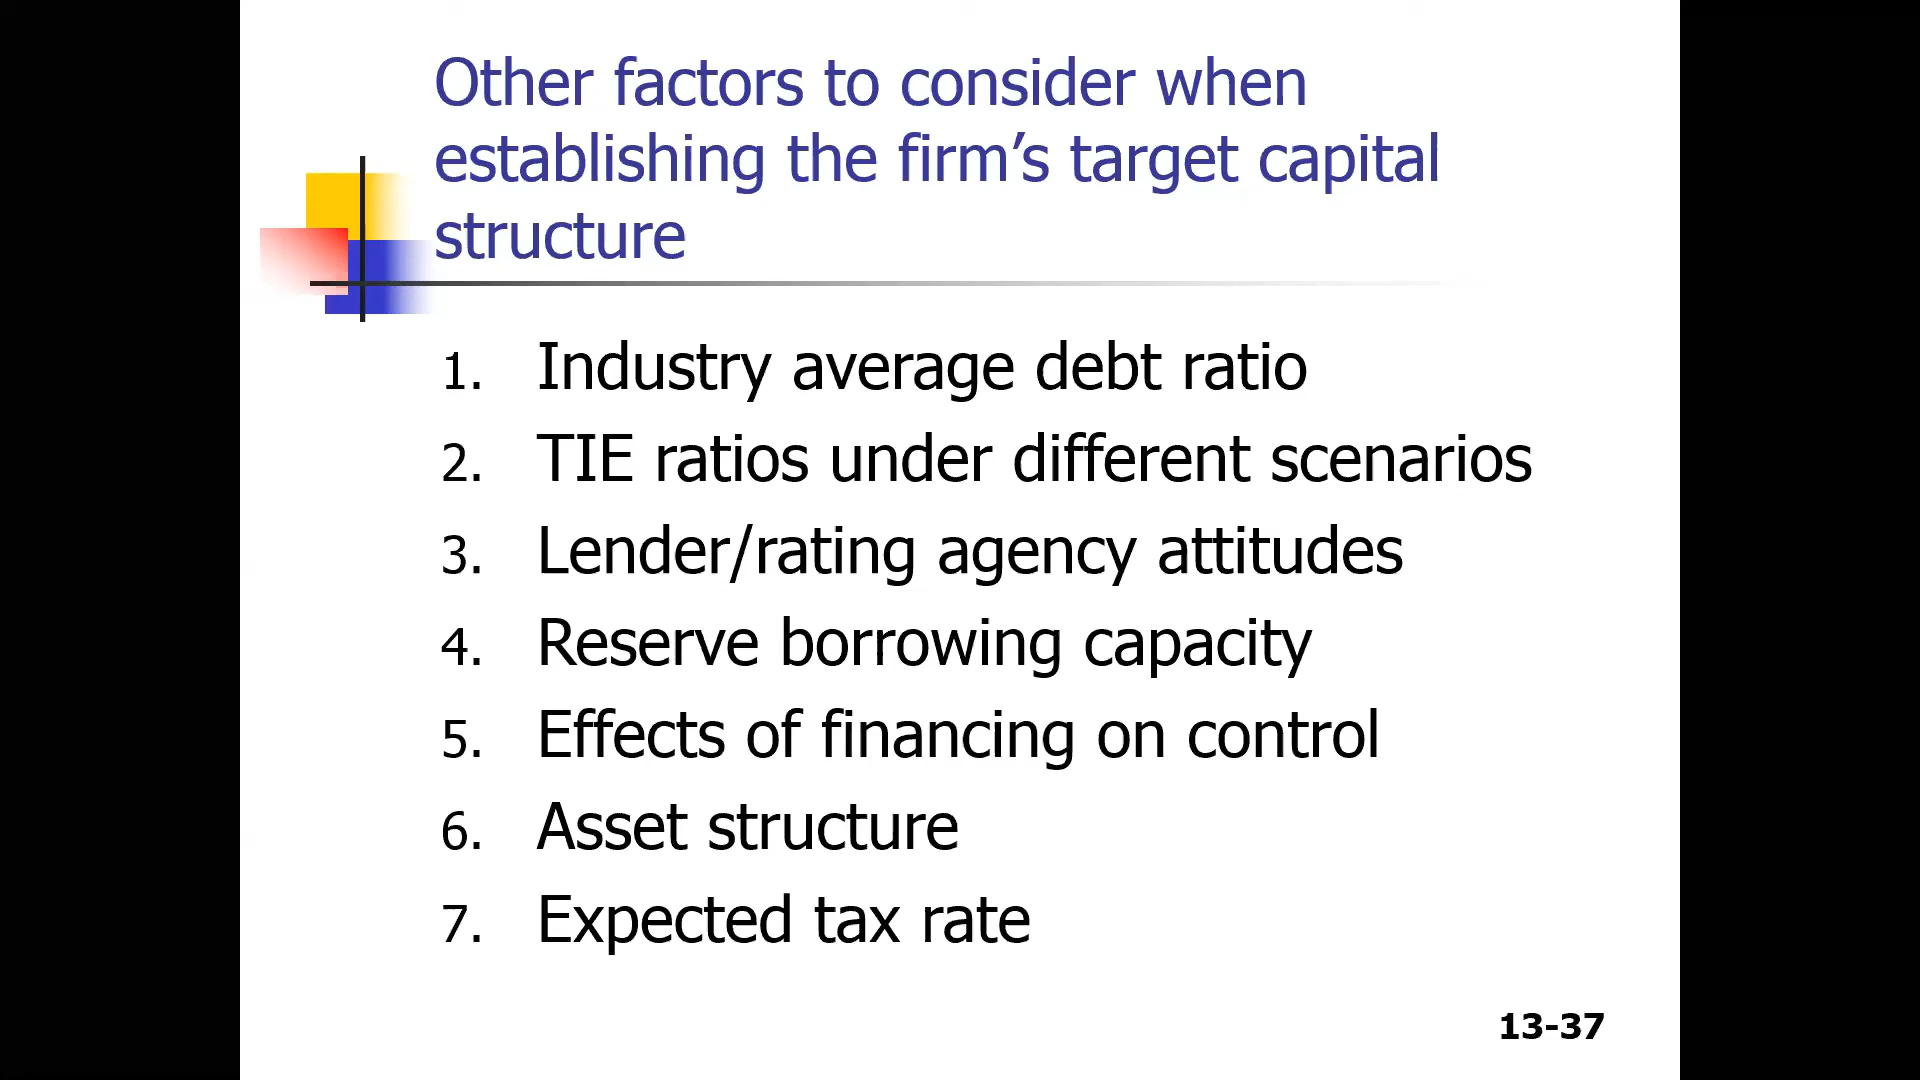 Other factors to consider when
establishing the firm’s target capital
structure
1. Industry average debt ratio
2. TIE ratios under different scenarios
3. Lender/rating agency attitudes
4. Reserve borrowing capacity
5. Effects of financing on control
6. Asset structure
7. Expected tax rate
13-37